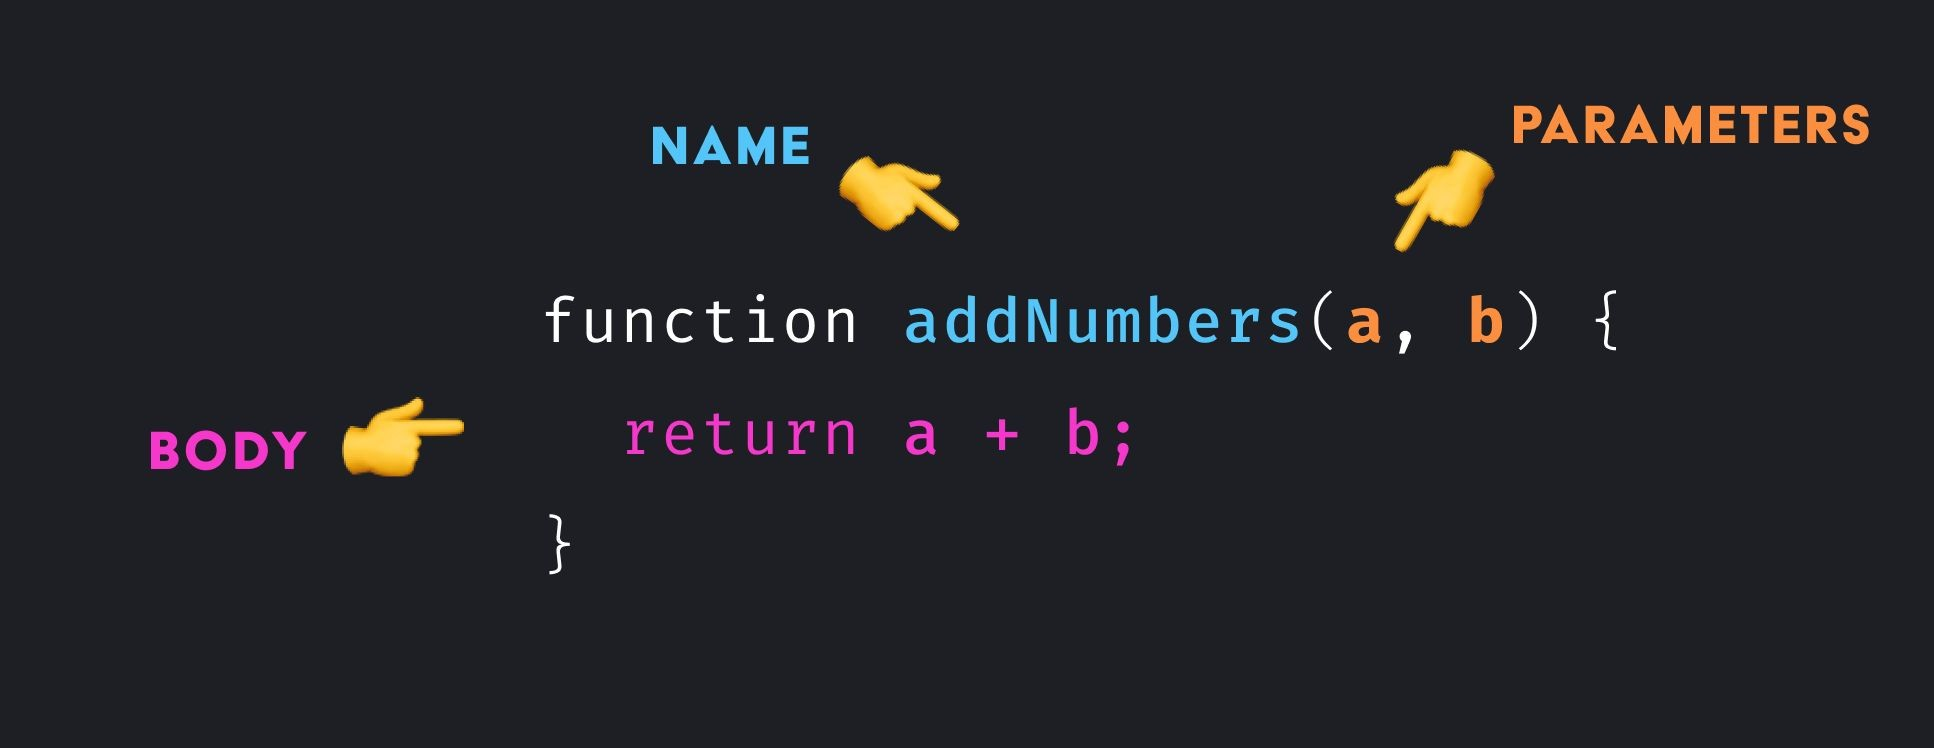 NAME
PARAMETERS
function addNumbers(a, b) {
BODY
return a + b;
}